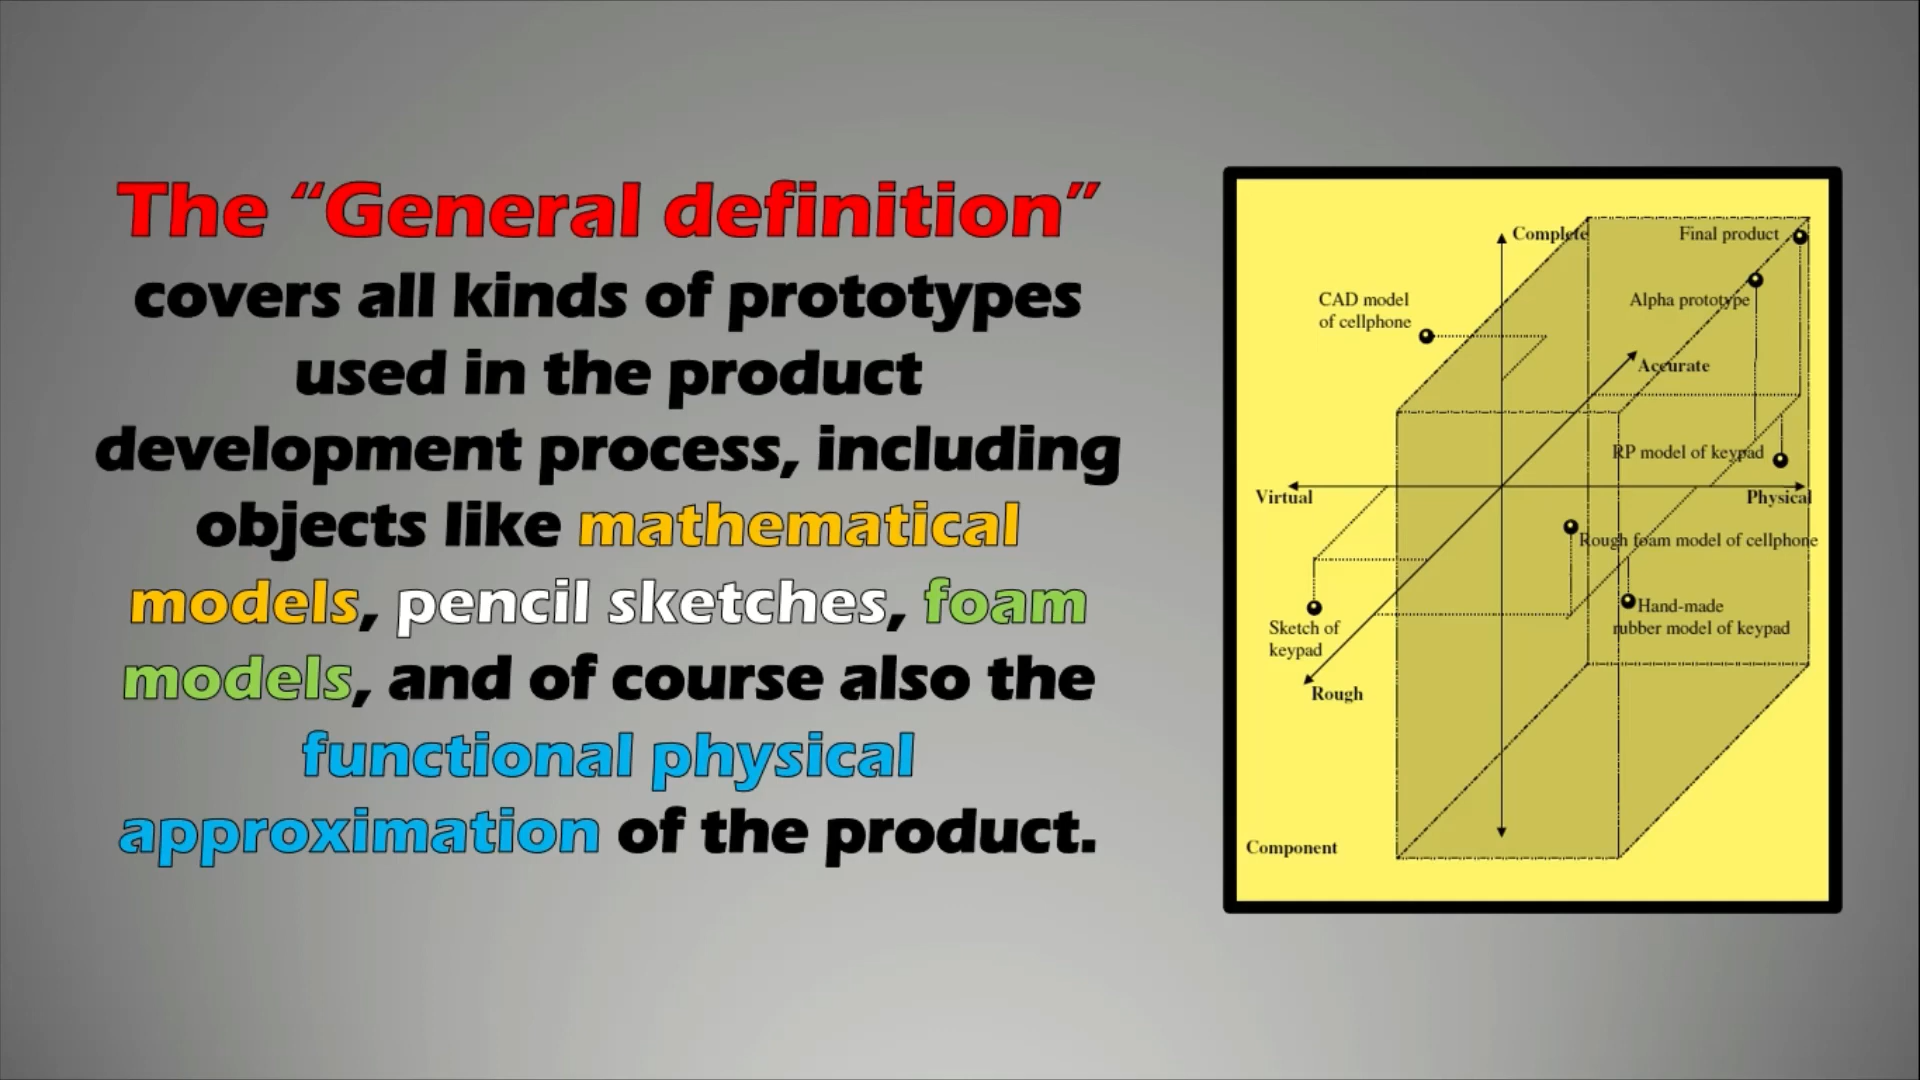 The “General definition”
covers all kinds of prototypes
used in the product
development process, including
objects like mathematical
models, pencil sketches, foam
models, and of course also the
functional physical
approximation of the product.
Complete
Final product
CAD model
of cellphone
Alpha prototype
Accurate
RP model of keypad
Virtual
Physical
Rough foam model of cellphone
Hand-made
rubber model of keypad
Sketch of
keypad
Rough
Component